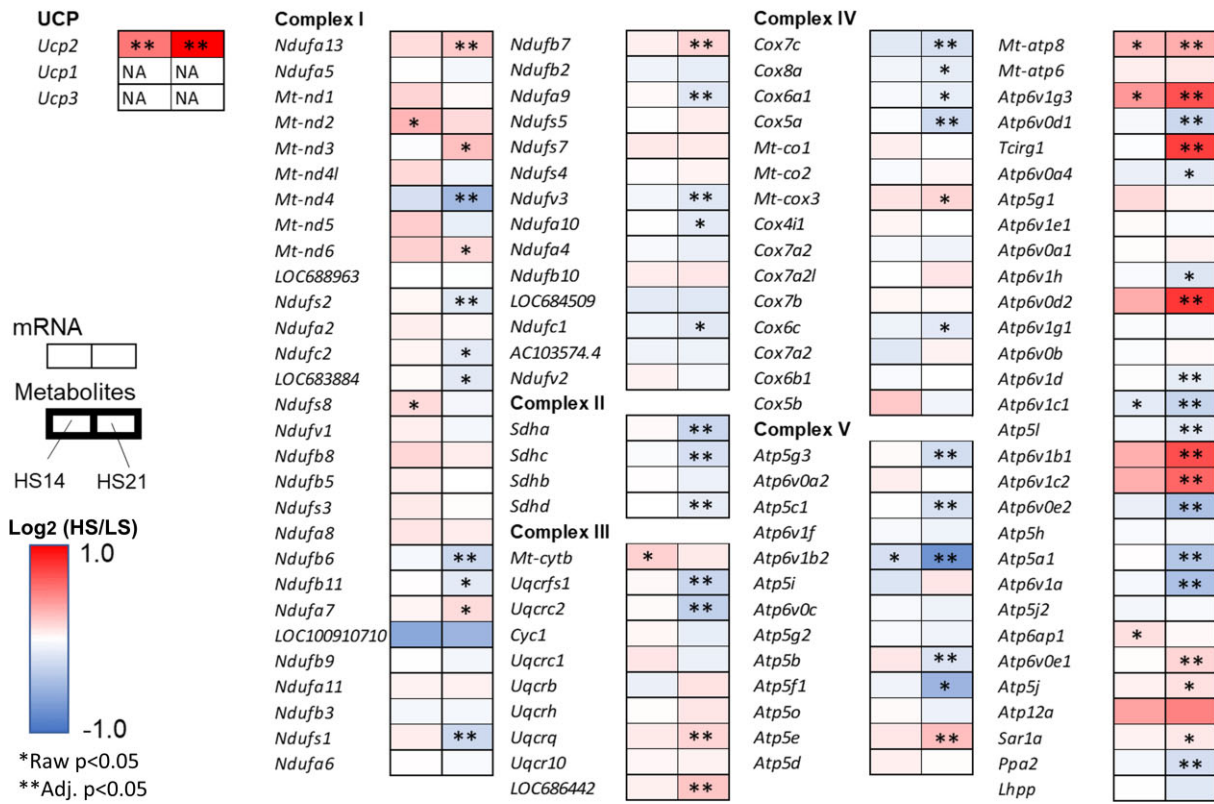 UCP
Ucp2 ** **
Ucp1 NA NA
Ucp3 NA NA
mRNA
Metabolites
HS14 HS21
Log2 (HS/LS)
1.0
-1.0
*Raw p<0.05
**Adj. p<0.05
Complex I
Ndufa13 **
Ndufa5
Mt-nd1
Mt-nd2 *
Mt-nd3 *
Mt-nd4l
Mt-nd4 **
Mt-nd5
Mt-nd6 *
LOC688963
Ndufs2 **
Ndufa2
Ndufc2 *
LOC683884 *
Ndufs8 *
Ndufv1
Ndufb8
Ndufb5
Ndufs3
Ndufa8
Ndufb6 **
Ndufb11 *
Ndufa7 *
LOC100910710
Ndufb9
Ndufa11
Ndufb3
Ndufs1 **
Ndufa6
Ndufb7 **
Ndufb2
Ndufa9 **
Ndufs5
Ndufs7
Ndufs4
Ndufv3 **
Ndufa10 *
Ndufa4
Ndufb10
LOC684509
Ndufc1 *
AC103574.4
Ndufv2
Complex II
Sdha **
Sdhc **
Sdhb
Sdhd **
Complex III
Mt-cytb *
Uqcrfs1 **
Uqcrc2 **
Cyc1
Uqcrc1
Uqcrb
Uqcrh
Uqcrq **
Uqcr10
LOC686442 **
Complex IV
Cox7c **
Cox8a *
Cox6a1 *
Cox5a **
Mt-co1
Mt-co2
Mt-cox3 *
Cox4i1
Cox7a2
Cox7a2l
Cox7b
Cox6c *
Cox7a2
Cox6b1
Cox5b
Complex V
Atp5g3 **
Atp6v0a2
Atp5c1 **
Atp6v1f
Atp6v1b2 * **
Atp5i
Atp6v0c
Atp5g2
Atp5b **
Atp5f1 *
Atp5o
Atp5e **
Atp5d
Mt-atp8 * **
Mt-atp6
Atp6v1g3 * **
Atp6v0d1 **
Tcirg1 **
Atp6v0a4 *
Atp5g1
Atp6v1e1
Atp6v0a1
Atp6v1h *
Atp6v0d2 **
Atp6v1g1
Atp6v0b
Atp6v1d **
Atp6v1c1 * **
Atp5l **
Atp6v1b1 **
Atp6v1c2 **
Atp6v0e2 **
Atp5h
Atp5a1 **
Atp6v1a **
Atp5j2
Atp6ap1 *
Atp6v0e1 **
Atp5j *
Atp12a
Sar1a *
Ppa2 **
Lhpp